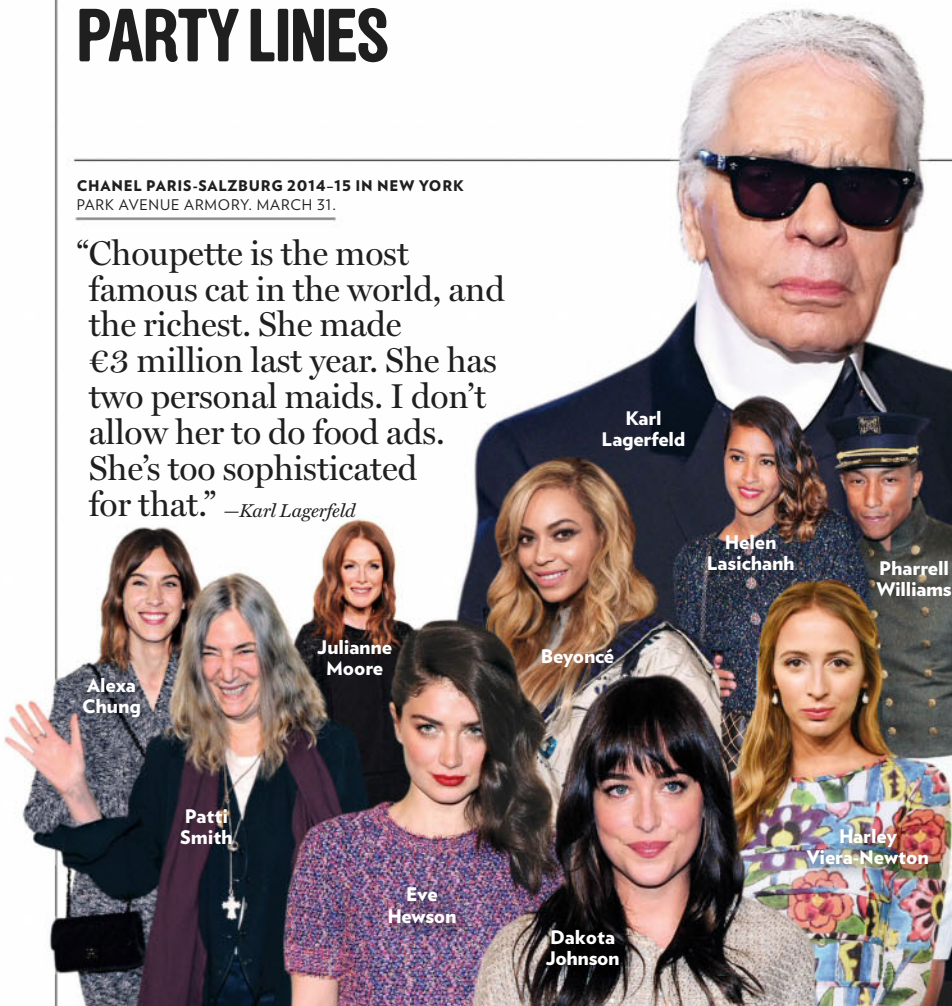 PARTY LINES
CHANEL PARIS-SALZBURG 2014–15 IN NEW YORK
PARK AVENUE ARMORY. MARCH 31.
“Choupette is the most
famous cat in the world, and
the richest. She made
€3 million last year. She has
two personal maids. I don’t
allow her to do food ads.
She’s too sophisticated
for that.” —Karl Lagerfeld
Karl
Lagerfeld
Helen
Lasichanh
Pharrell
Williams
Julianne
Moore
Beyoncé
Alexa
Chung
Patti
Smith
Harley
Viera-Newton
Eve
Hewson
Dakota
Johnson